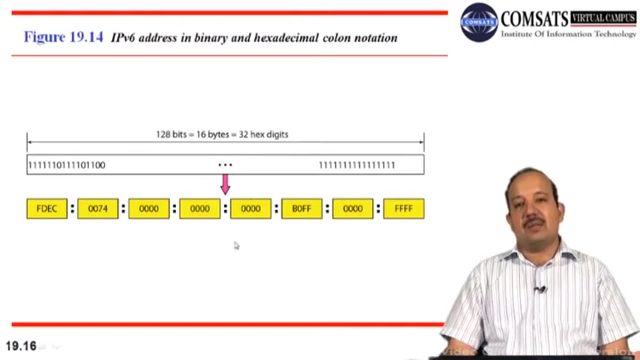 Figure 19.14 IPv6 address in binary and hexadecimal colon notation
COMSATS VIRTUAL CAMPUS
Institute Of Information Technology
128 bits = 16 bytes = 32 hex digits
1111110111101100 ••• 1111111111111111
FDEC : 0074 : 0000 : 0000 : 0000 : B0FF : 0000 : FFFF
19.16